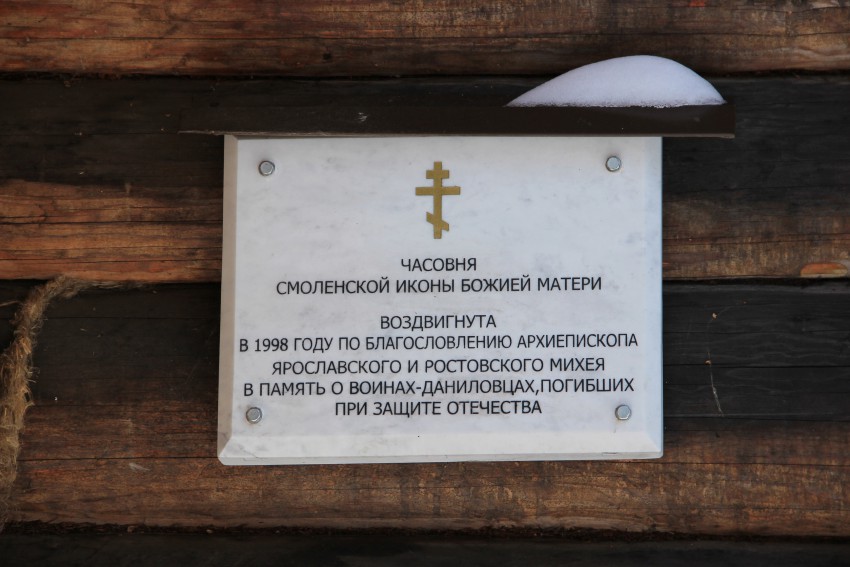 ЧАСОВНЯ
СМОЛЕНСКОЙ ИКОНЫ БОЖИЕЙ МАТЕРИ
ВОЗДВИГНУТА
В 1998 ГОДУ ПО БЛАГОСЛОВЛЕНИЮ АРХИЕПИСКОПА
ЯРОСЛАВСКОГО И РОСТОВСКОГО МИХЕЯ
В ПАМЯТЬ О ВОИНАХ-ДАНИЛОВЦАХ,ПОГИБШИХ
ПРИ ЗАЩИТЕ ОТЕЧЕСТВА